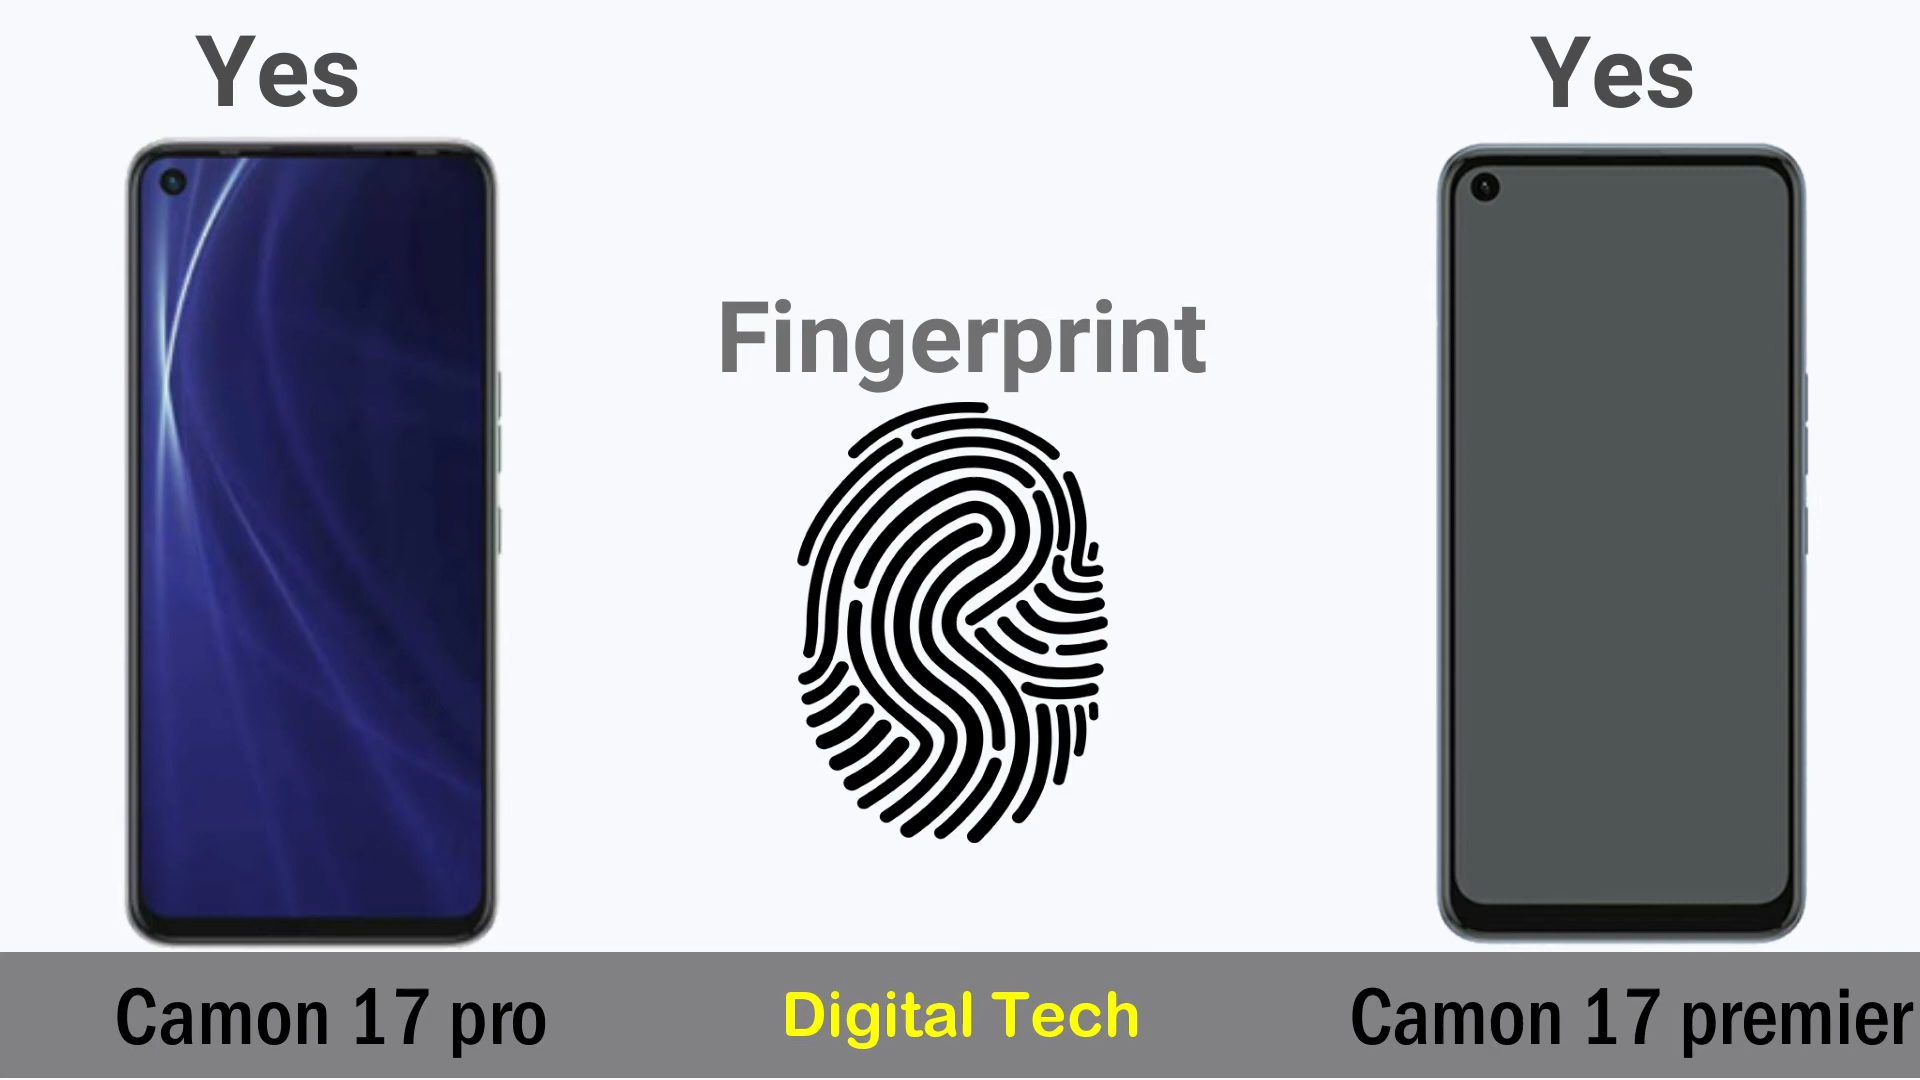 Yes
Yes
Fingerprint
Camon 17 pro
Digital Tech
Camon 17 premier